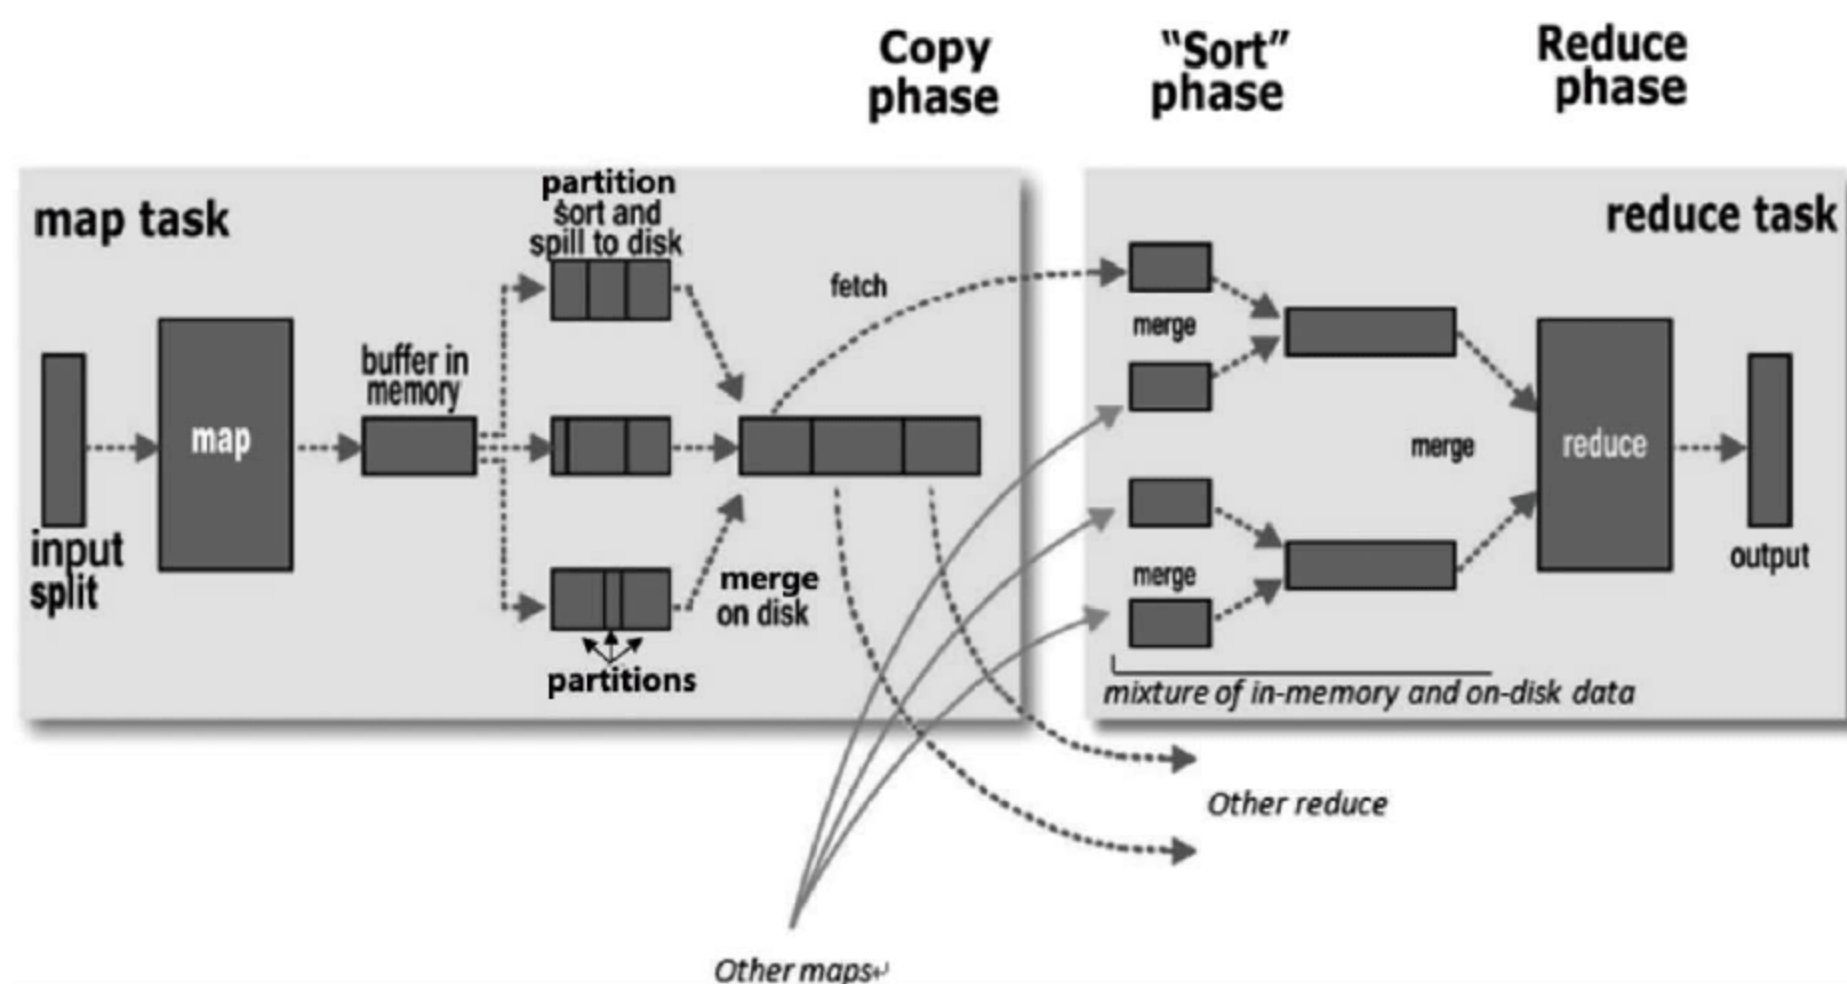 Copy
phase
“Sort”
phase
Reduce
phase
map task
partition
sort and
spill to disk
reduce task
fetch
buffer in
memory
merge
map
merge
reduce
input
split
merge
on disk
merge
output
partitions
mixture of in-memory and on-disk data
Other reduce
Other maps↵